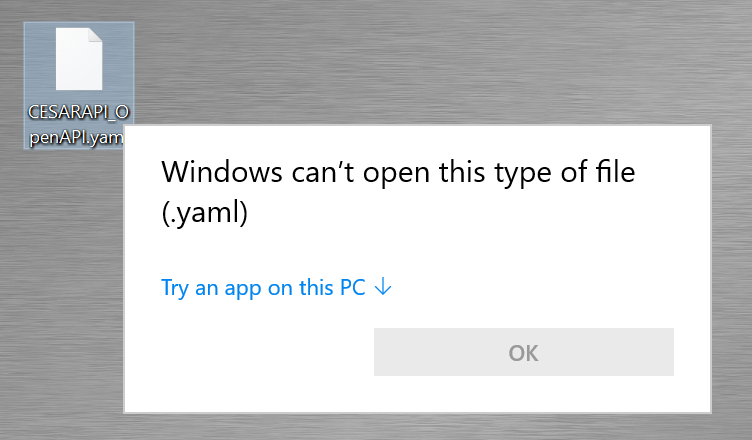 CESARAPI_O
penAPI.yam
Windows can't open this type of file
(.yaml)
Try an app on this PC
OK